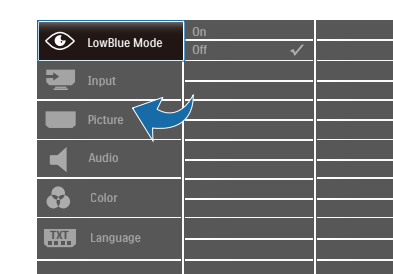 LowBlue Mode
On
Off
Input
Picture
Audio
Color
TXT
Language